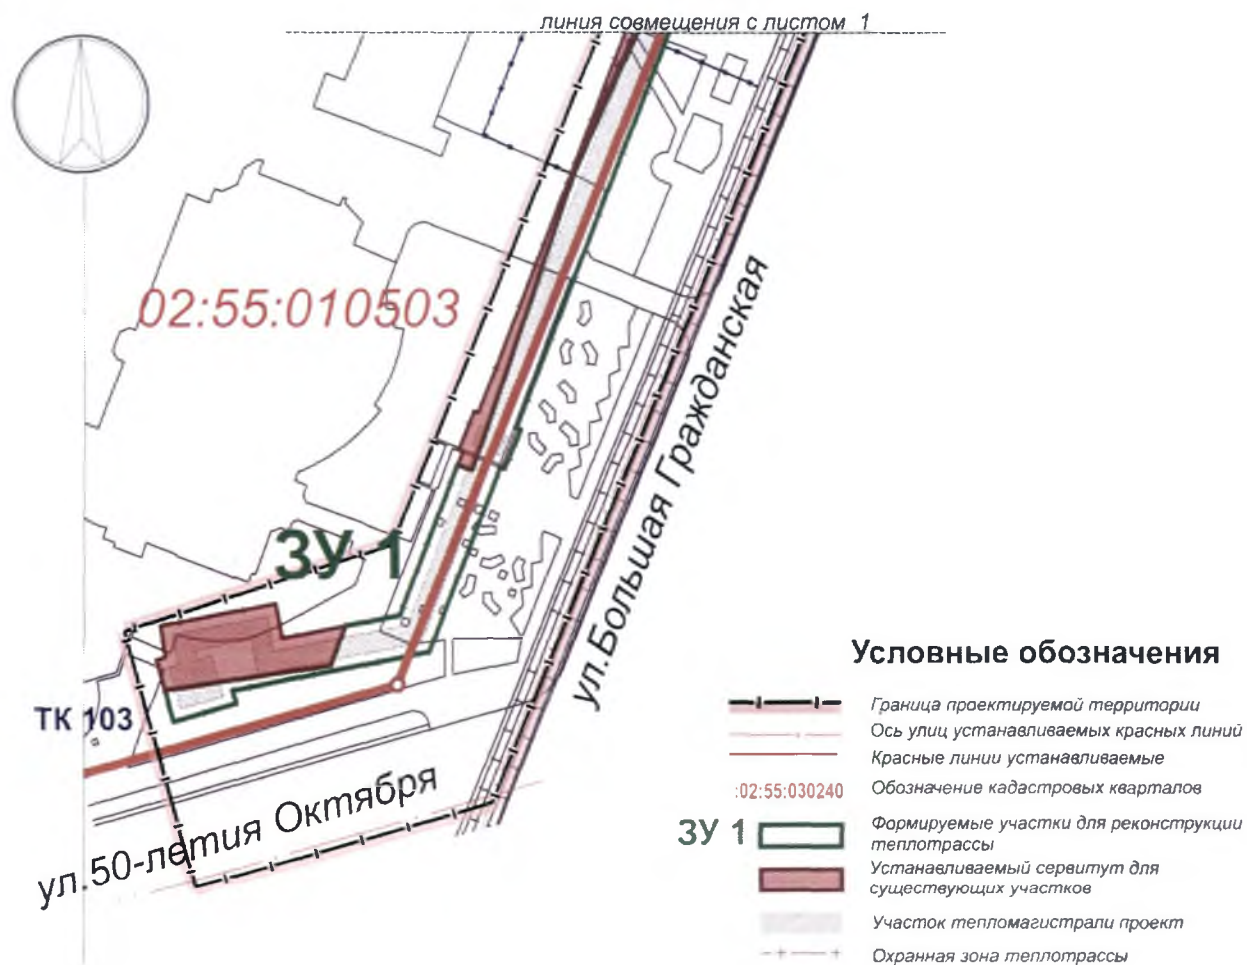 линия совмещения с листом 1
02:55:010503
ул.Большая Гражданская
ЗУ 1
ТК 103
ул.50-летия Октября
Условные обозначения
Граница проектируемой территории
Ось улиц устанавливаемых красных линий
Красные линии устанавливаемые
:02:55:030240 Обозначение кадастровых кварталов
ЗУ 1 Формируемые участки для реконструкции
теплотрассы
Устанавливаемый сервитут для
существующих участков
Участок тепломагистрали проект
Охранная зона теплотрассы